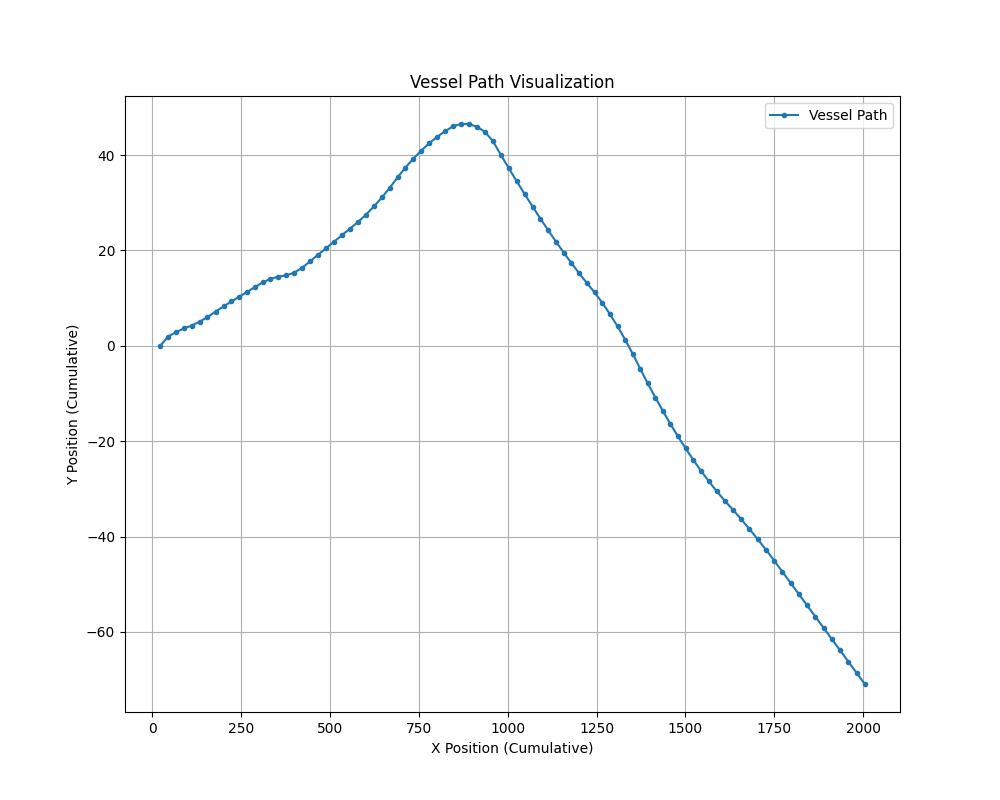 Vessel Path Visualization
Vessel Path
Y Position (Cumulative)
40
20
0
−20
−40
−60
0 250 500 750 1000 1250 1500 1750 2000
X Position (Cumulative)